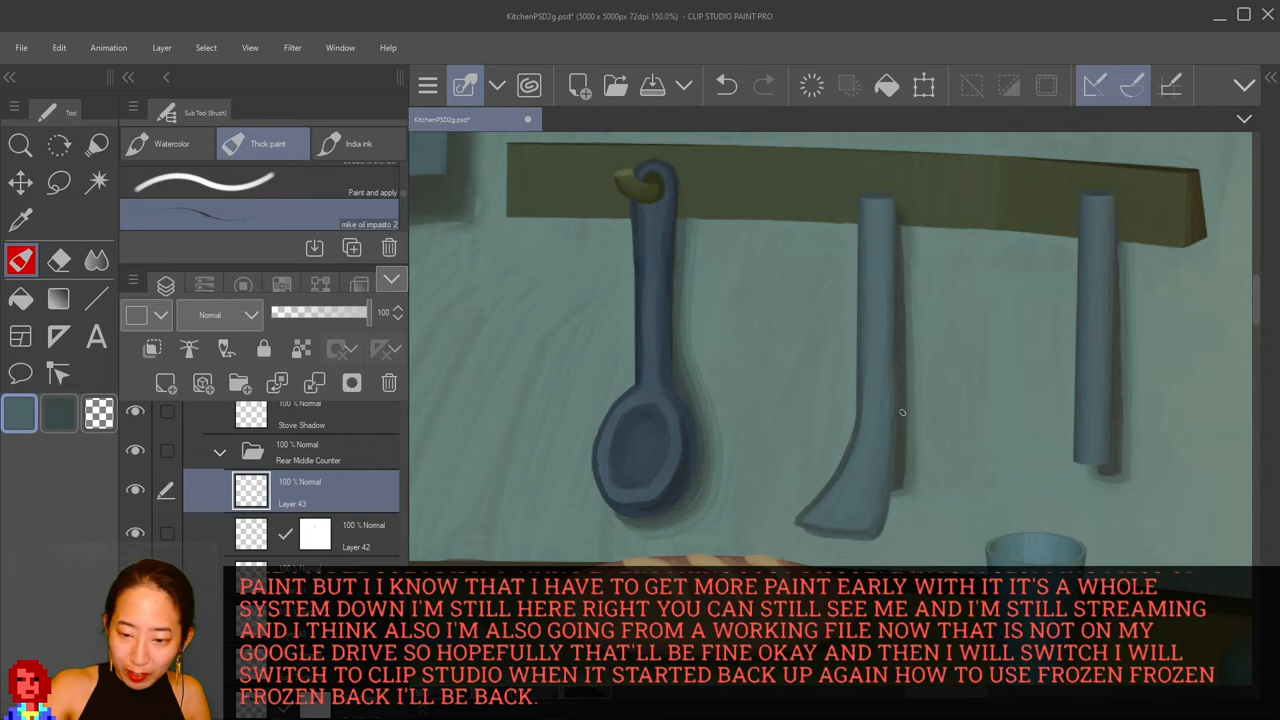 KitchenPSD2g.psd* (5000 x 5000px 72dpi 150.0%) - CLIP STUDIO PAINT PRO
File Edit Animation Layer Select View Filter Window Help
Tool
Sub Tool [Brush]
KitchenPSD2g.psd*
Watercolor Thick paint India ink
Paint and apply
mike oil impaato 2
Normal 100
100 % Normal
Stove Shadow
100 % Normal
Rear Middle Counter
100 % Normal
Layer 43
100 % Normal
Layer 42
PAINT BUT I I KNOW THAT I HAVE TO GET MORE PAINT EARLY WITH IT IT'S A WHOLE
SYSTEM DOWN I'M STILL HERE RIGHT YOU CAN STILL SEE ME AND I'M STILL STREAMING
AND I THINK ALSO I'M ALSO GOING FROM A WORKING FILE NOW THAT IS NOT ON MY
GOOGLE DRIVE SO HOPEFULLY THAT'LL BE FINE OKAY AND THEN I WILL SWITCH I WILL
SWITCH TO CLIP STUDIO WHEN IT STARTED BACK UP AGAIN HOW TO USE FROZEN FROZEN
FROZEN BACK I'LL BE BACK.